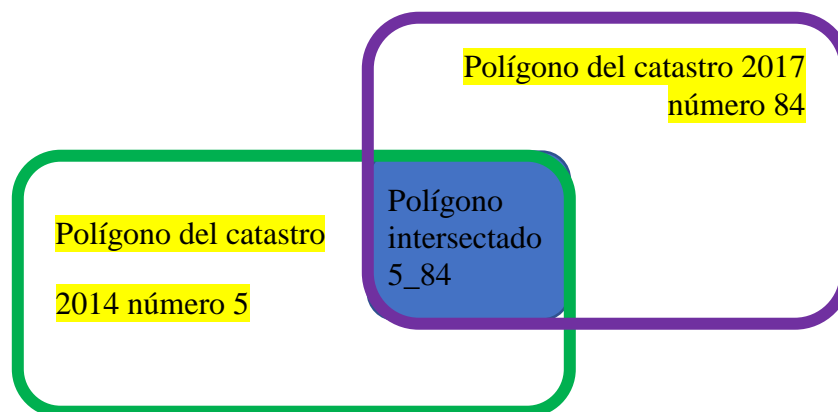 Polígono del catastro 2017
número 84
Polígono del catastro
2014 número 5
Polígono
intersectado
5_84